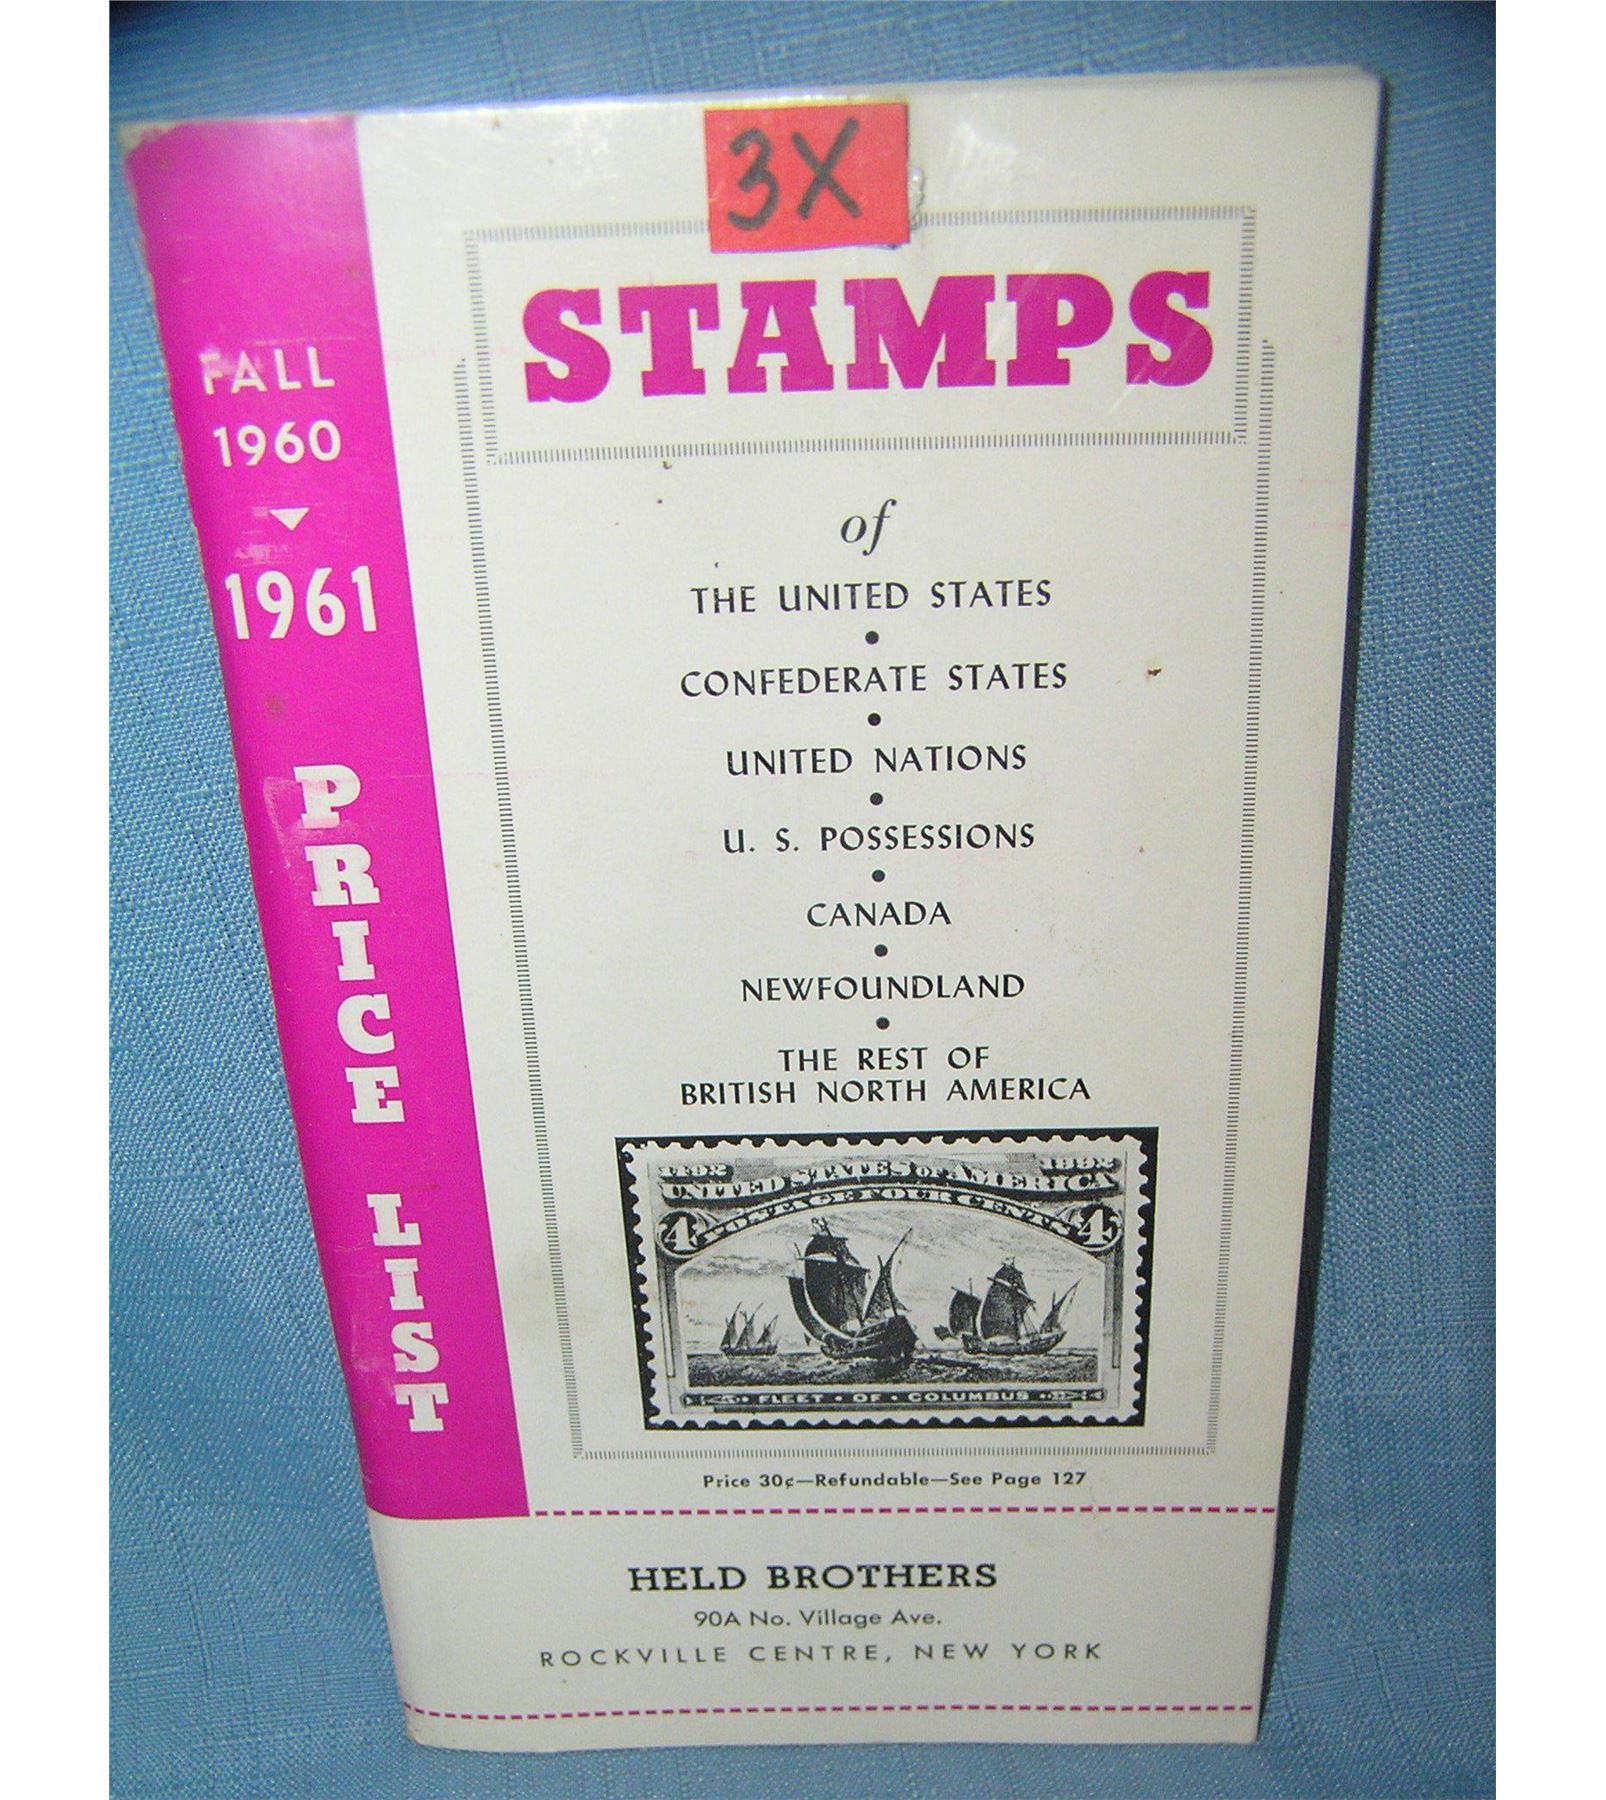 3X
FALL
1960
1961
PRICE LIST
STAMPS
of
THE UNITED STATES
•
CONFEDERATE STATES
•
UNITED NATIONS
•
U. S. POSSESSIONS
•
CANADA
•
NEWFOUNDLAND
•
THE REST OF
BRITISH NORTH AMERICA
1492 1892
UNITED STATES OF AMERICA
POSTAGE FOUR CENTS
4 4
FLEET • OF • COLUMBUS
Price 30¢—Refundable—See Page 127
HELD BROTHERS
90A No. Village Ave.
ROCKVILLE CENTRE, NEW YORK